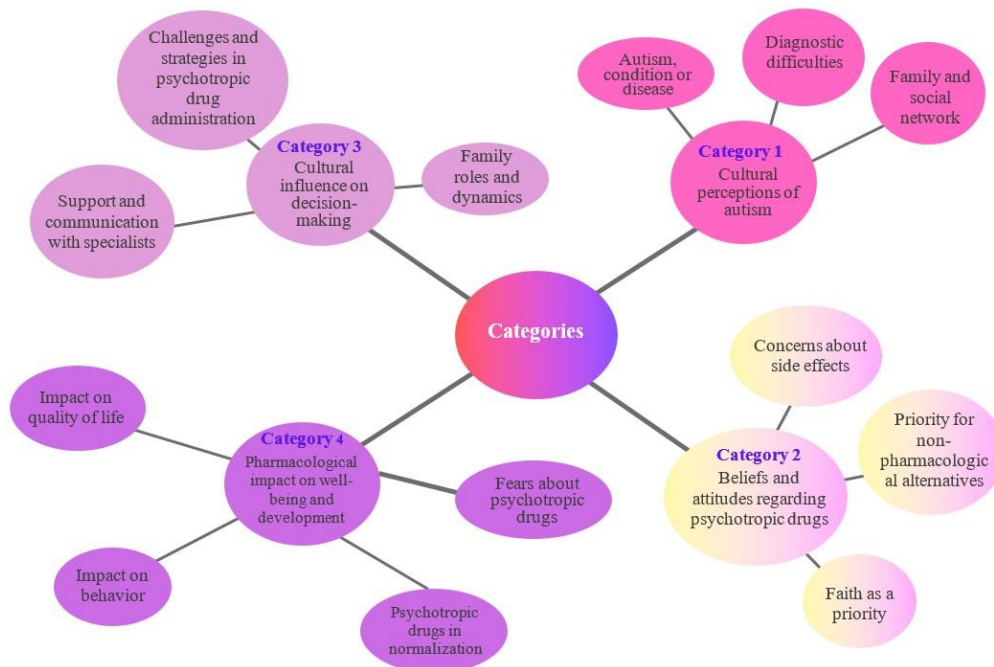 Challenges and
strategies in
psychotropic
drug
administration
Category 3
Cultural
influence on
decision-
making
Family
roles and
dynamics
Support and
communication
with specialists
Autism,
condition or
disease
Diagnostic
difficulties
Family
and
social
network
Category 1
Cultural
perceptions of
autism
Categories
Concerns about
side effects
Priority for
non-
pharmacologic
al alternatives
Category 2
Beliefs and
attitudes regarding
psychotropic drugs
Faith as a
priority
Impact on
quality of life
Category 4
Pharmacological
impact on well-
being and
development
Fears about
psychotropic
drugs
Impact on
behavior
Psychotropic
drugs in
normalization